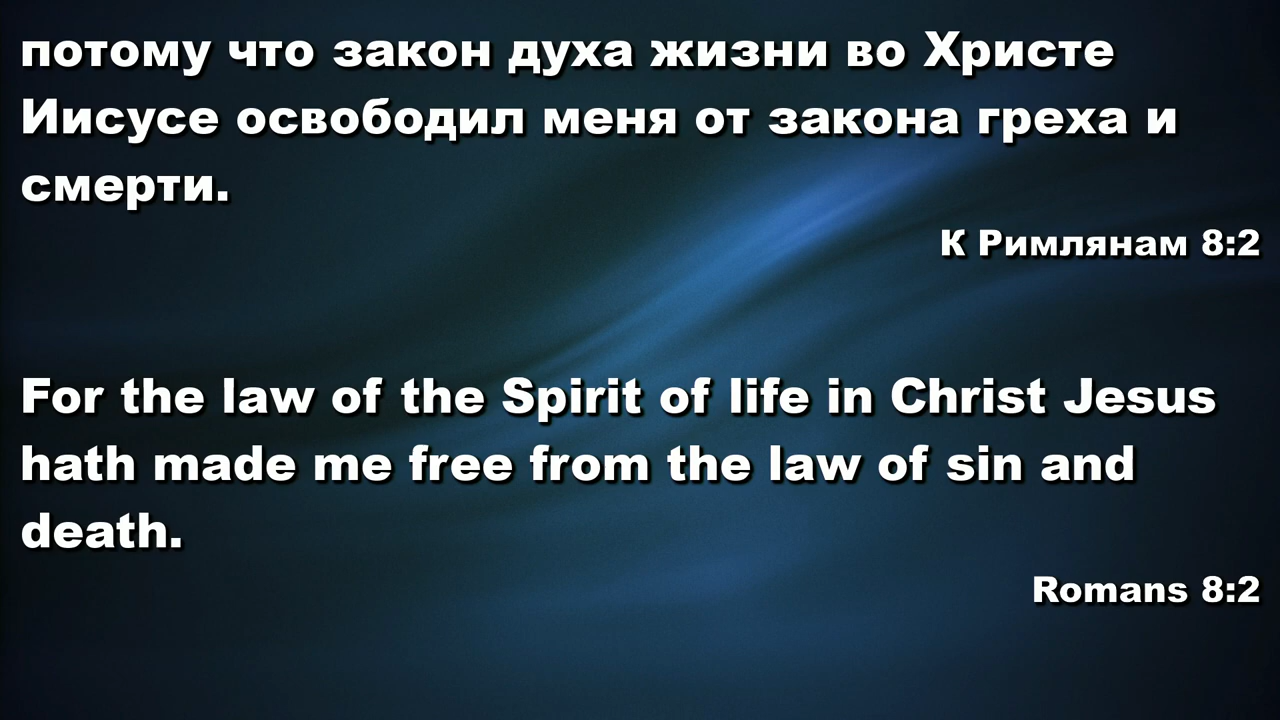 потому что закон духа жизни во Христе
Иисусе освободил меня от закона греха и
смерти.
К Римлянам 8:2
For the law of the Spirit of life in Christ Jesus
hath made me free from the law of sin and
death.
Romans 8:2